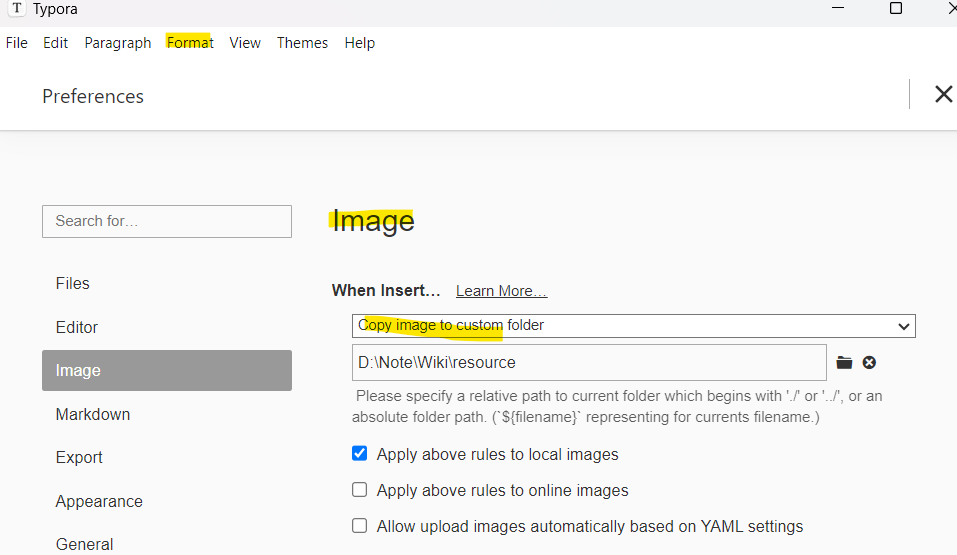 T Typora
File Edit Paragraph Format View Themes Help
Preferences
Search for...
Image
When Insert... Learn More...
Files
Copy image to custom folder
Editor
D:\Note\Wiki\resource
Image
Please specify a relative path to current folder which begins with './' or '../', or an
absolute folder path. (`${filename}` representing for currents filename.)
Markdown
Export
Apply above rules to local images
Apply above rules to online images
Appearance
Allow upload images automatically based on YAML settings
General